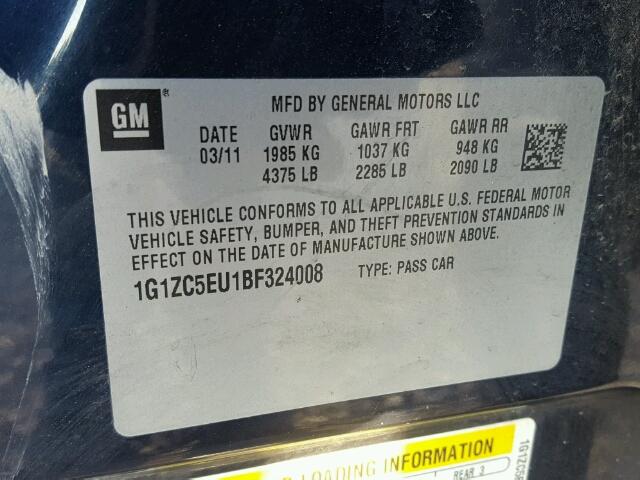 GM
MFD BY GENERAL MOTORS LLC
DATE GVWR GAWR FRT GAWR RR
03/11 1985 KG 1037 KG 948 KG
4375 LB 2285 LB 2090 LB
THIS VEHICLE CONFORMS TO ALL APPLICABLE U.S. FEDERAL MOTOR
VEHICLE SAFETY, BUMPER, AND THEFT PREVENTION STANDARDS IN
EFFECT ON THE DATE OF MANUFACTURE SHOWN ABOVE.
1G1ZC5EU1BF324008 TYPE: PASS CAR
LOADING INFORMATION
REAR 3